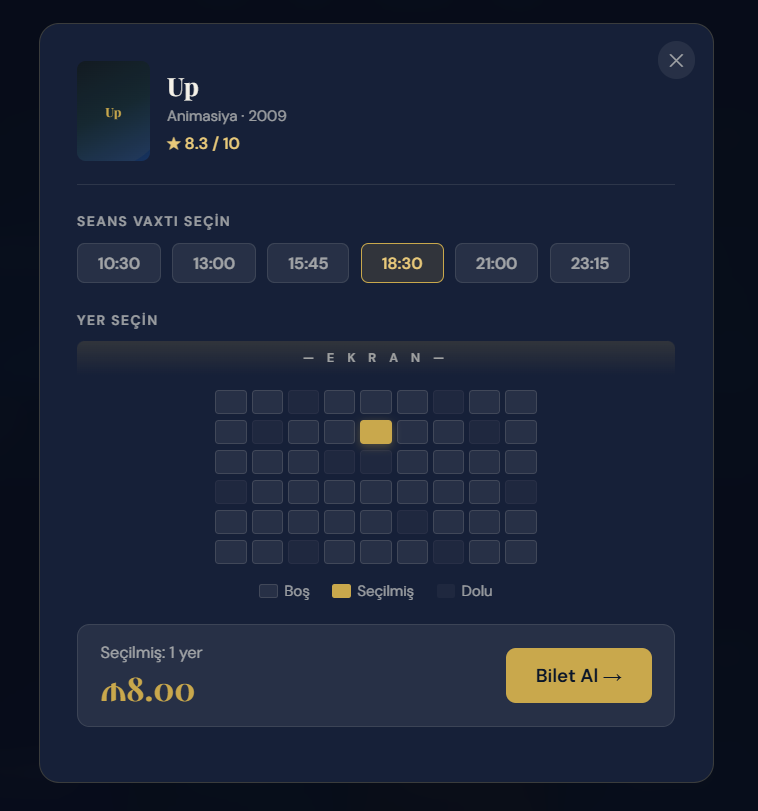 Up
Up
Animasiya · 2009
★ 8.3 / 10
SEANS VAXTI SEÇİN
10:30 13:00 15:45 18:30 21:00 23:15
YER SEÇİN
— E K R A N —
Boş Seçilmiş Dolu
Seçilmiş: 1 yer
₼8.00
Bilet Al →